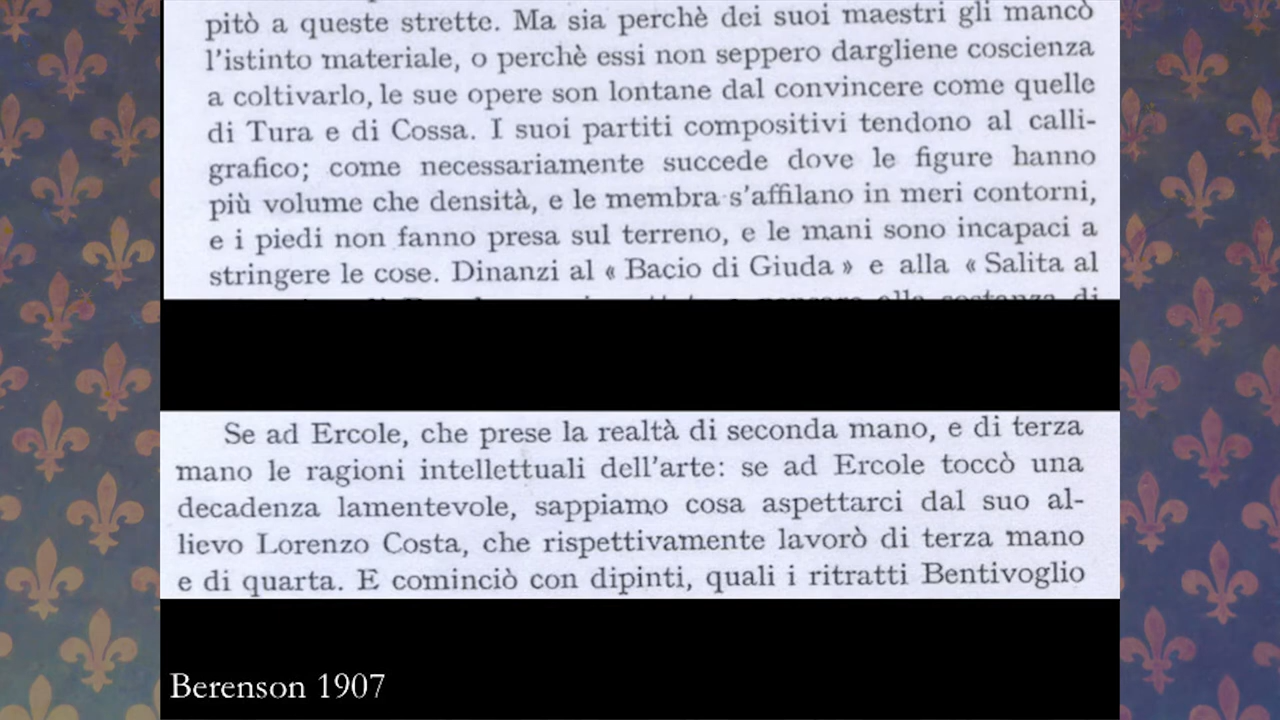 pitò a queste strette. Ma sia perchè dei suoi maestri gli mancò
l'istinto materiale, o perchè essi non seppero dargliene coscienza
a coltivarlo, le sue opere son lontane dal convincere come quelle
di Tura e di Cossa. I suoi partiti compositivi tendono al calli-
grafico; come necessariamente succede dove le figure hanno
più volume che densità, e le membra s'affilano in meri contorni,
e i piedi non fanno presa sul terreno, e le mani sono incapaci a
stringere le cose. Dinanzi al « Bacio di Giuda » e alla « Salita al
Se ad Ercole, che prese la realtà di seconda mano, e di terza
mano le ragioni intellettuali dell'arte: se ad Ercole toccò una
decadenza lamentevole, sappiamo cosa aspettarci dal suo al-
lievo Lorenzo Costa, che rispettivamente lavorò di terza mano
e di quarta. E cominciò con dipinti, quali i ritratti Bentivoglio
Berenson 1907